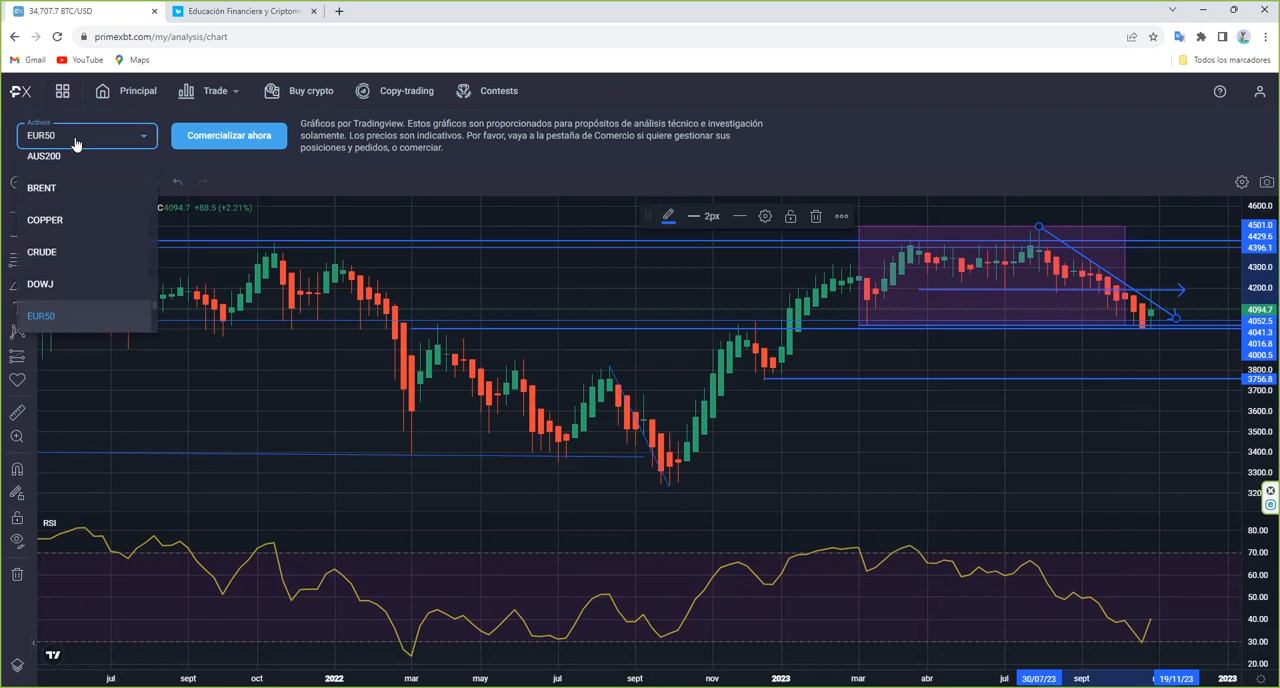 34,707.7 BTC/USD
Educación Financiera y Criptom
primexbt.com/my/analysis/chart
Gmail
YouTube
Maps
Todos los marcadores
PX
Principal
Trade
Buy crypto
Copy-trading
Contests
Activos
EUR50
Comercializar ahora
Gráficos por Tradingview. Estos gráficos son proporcionados para propósitos de análisis técnico e investigación
solamente. Los precios son indicativos. Por favor, vaya a la pestaña de Comercio si quiere gestionar sus
posiciones y pedidos, o comerciar.
AUS200
BRENT
COPPER
CRUDE
DOWJ
EUR50
C4094.7 +88.5 (+2.21%)
2px
4600.0
4501.0
4429.6
4396.1
4300.0
4200.0
4094.7
4052.5
4041.3
4016.8
4000.5
3800.0
3756.8
3700.0
3600.0
3500.0
3400.0
3300.0
320
RSI
80.00
70.00
60.00
50.00
40.00
30.00
20.00
jul
sept
oct
2022
mar
may
jul
sept
nov
2023
mar
abr
jul
30/07/23
sept
19/11/23
2023